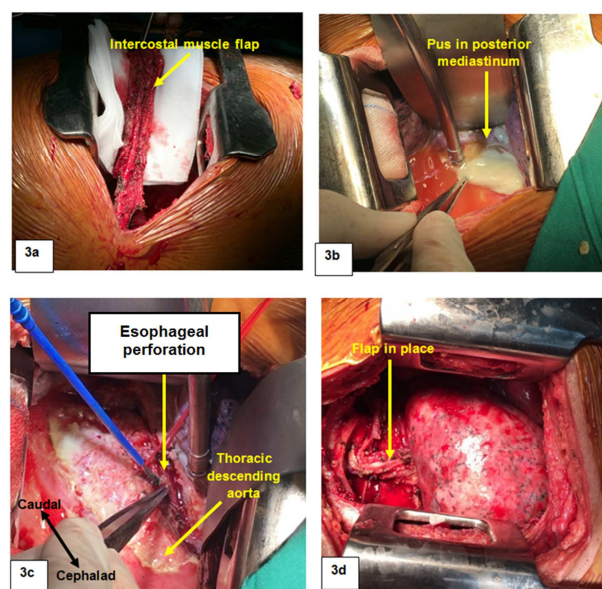 Intercostal muscle flap
3a
Pus in posterior
mediastinum
3b
Esophageal
perforation
Thoracic
descending
aorta
Caudal
Cephalad
3c
Flap in place
3d